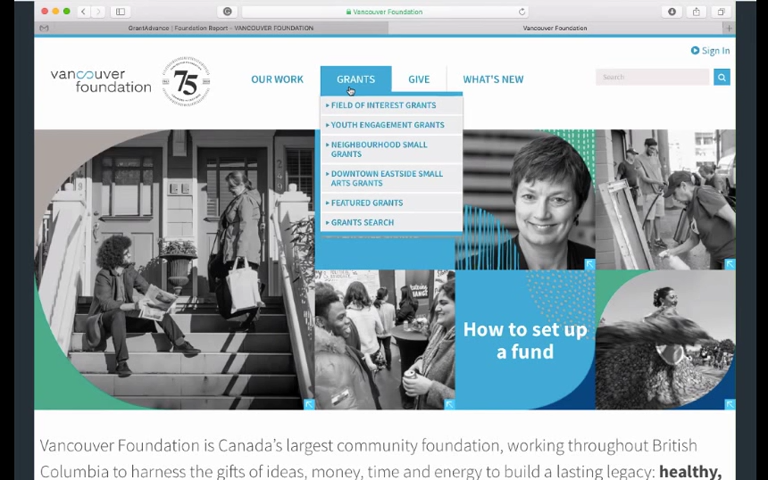 Vancouver Foundation
GrantAdvance | Foundation Report – VANCOUVER FOUNDATION
Vancouver Foundation
Sign In
vancouver
foundation
75
OUR WORK
GRANTS
GIVE
WHAT'S NEW
Search
FIELD OF INTEREST GRANTS
YOUTH ENGAGEMENT GRANTS
NEIGHBOURHOOD SMALL
GRANTS
DOWNTOWN EASTSIDE SMALL
ARTS GRANTS
FEATURED GRANTS
GRANTS SEARCH
How to set up
a fund
Vancouver Foundation is Canada's largest community foundation, working throughout British
Columbia to harness the gifts of ideas, money, time and energy to build a lasting legacy: healthy,